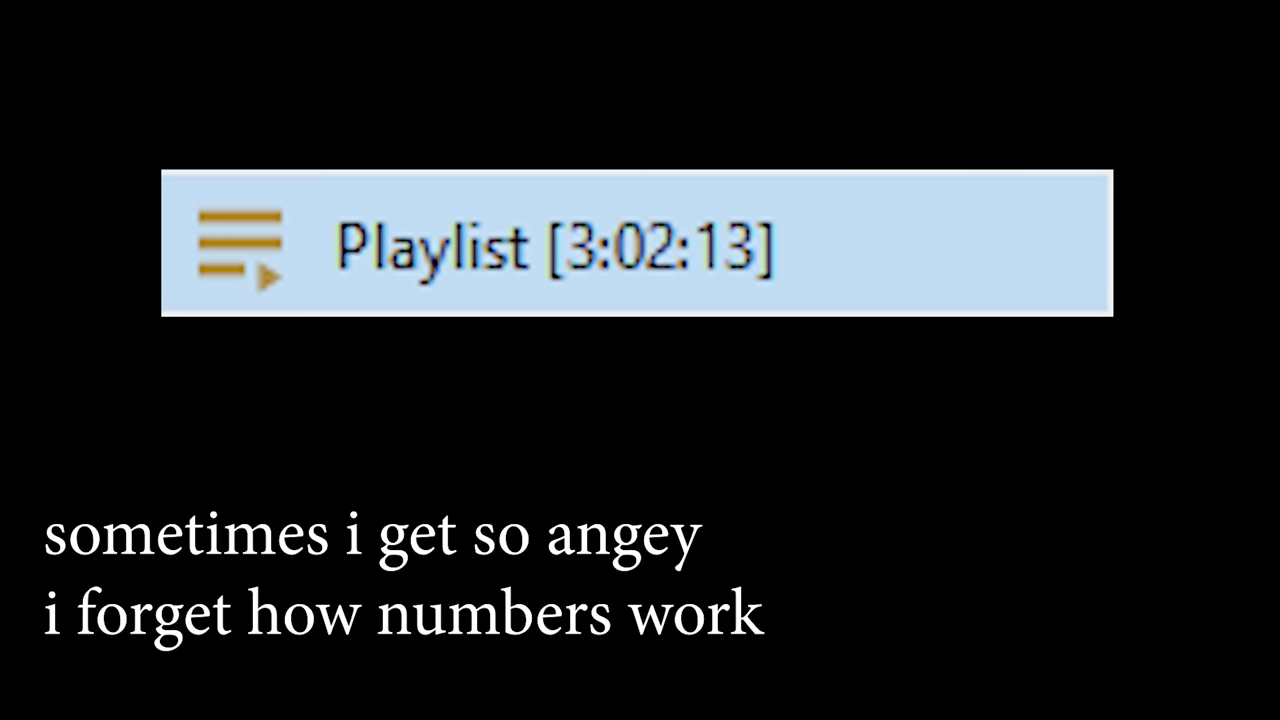 Playlist [3:02:13]
sometimes i get so angey
i forget how numbers work